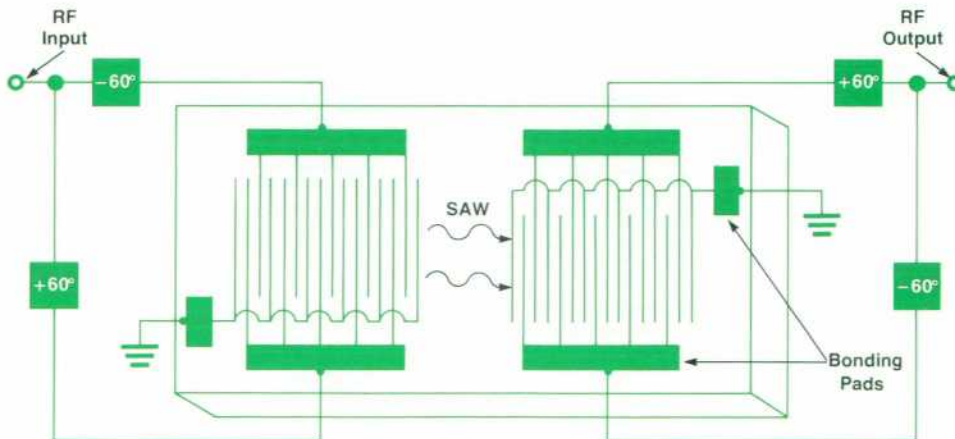 RF
Input
RF
Output
−60°
+60°
SAW
+60°
−60°
Bonding
Pads